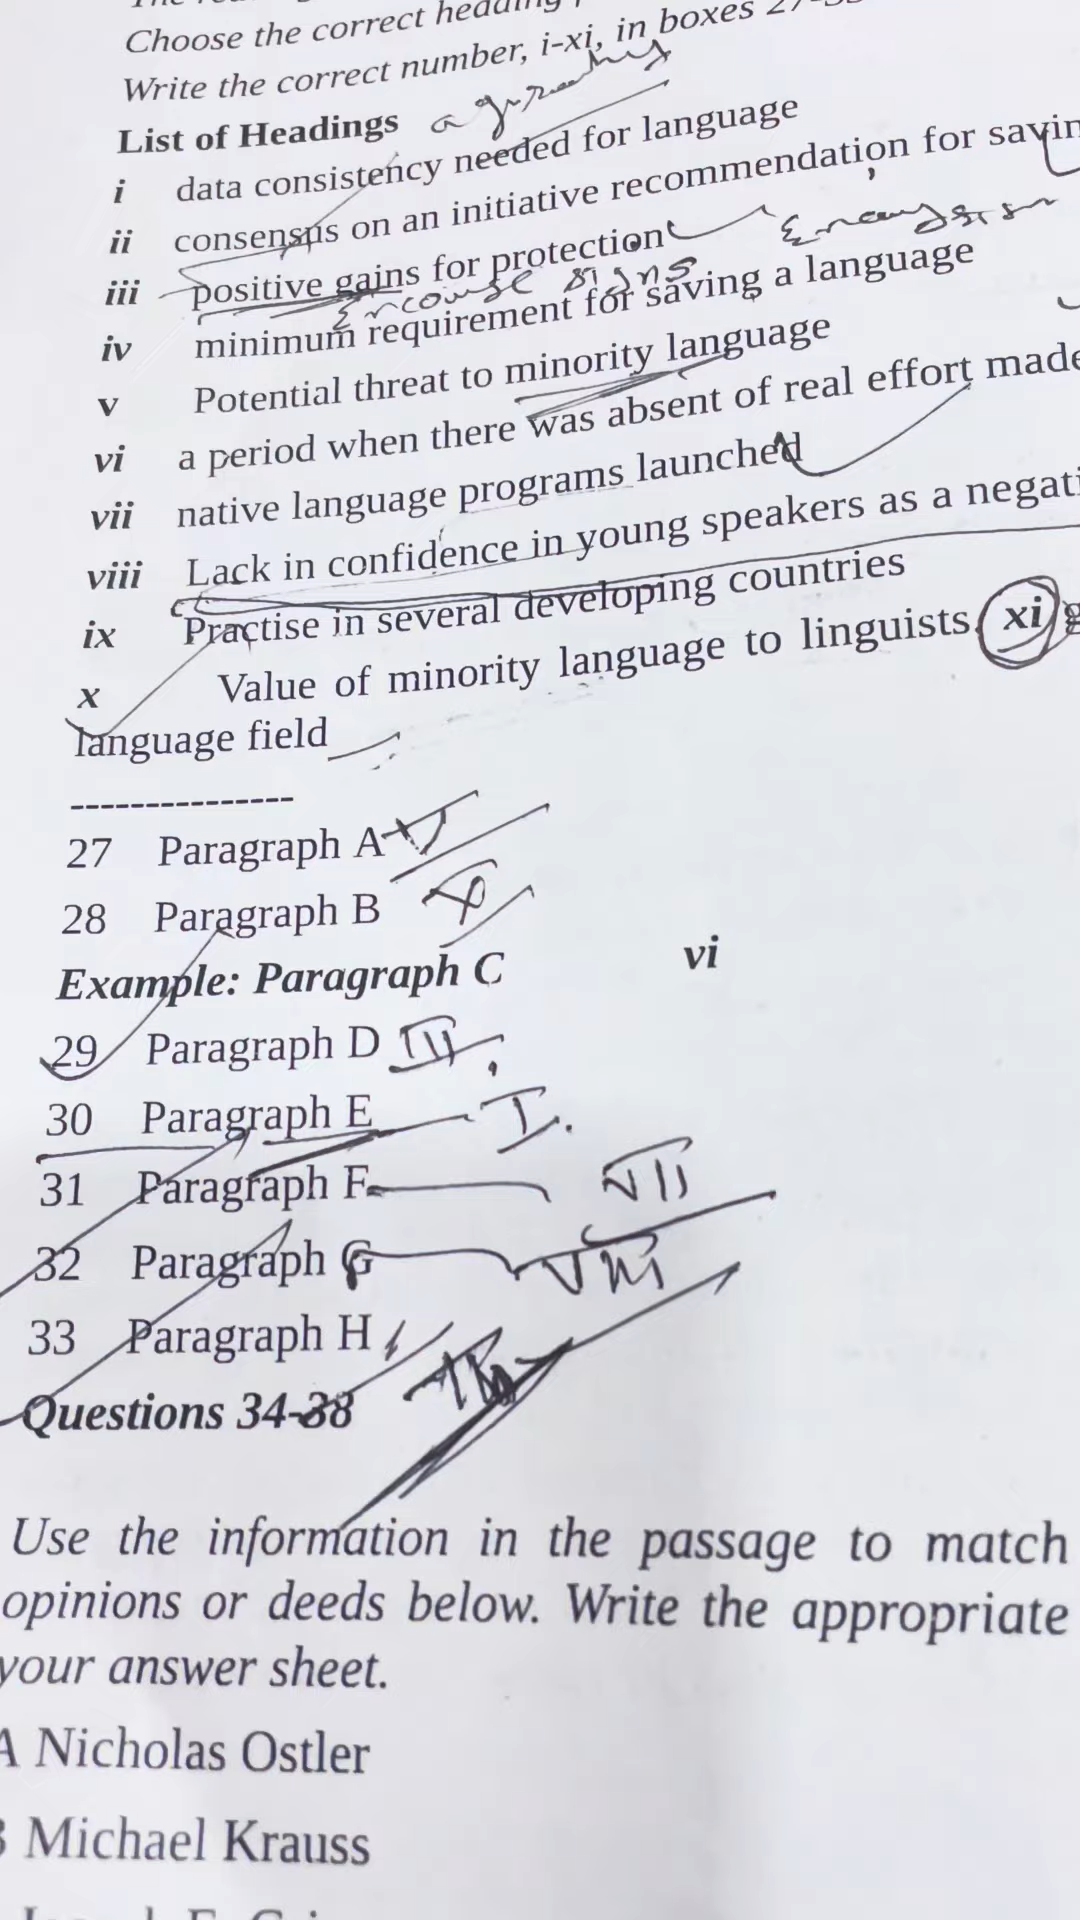 Choose the correct heading
Write the correct number, i-xi, in boxes
List of Headings
i data consistency needed for language
ii consensus on an initiative recommendation for savin
iii positive gains for protection
iv minimum requirement for saving a language
v Potential threat to minority language
vi a period when there was absent of real effort made
vii native language programs launched
viii Lack in confidence in young speakers as a negati
ix Practise in several developing countries
x Value of minority language to linguists. xi g
language field
---------------
27 Paragraph A V
28 Paragraph B X
Example: Paragraph C vi
29 Paragraph D III
30 Paragraph E I.
31 Paragraph F VII
32 Paragraph G VIII
33 Paragraph H
Questions 34-38
Use the information in the passage to match
opinions or deeds below. Write the appropriate
your answer sheet.
A Nicholas Ostler
Michael Krauss